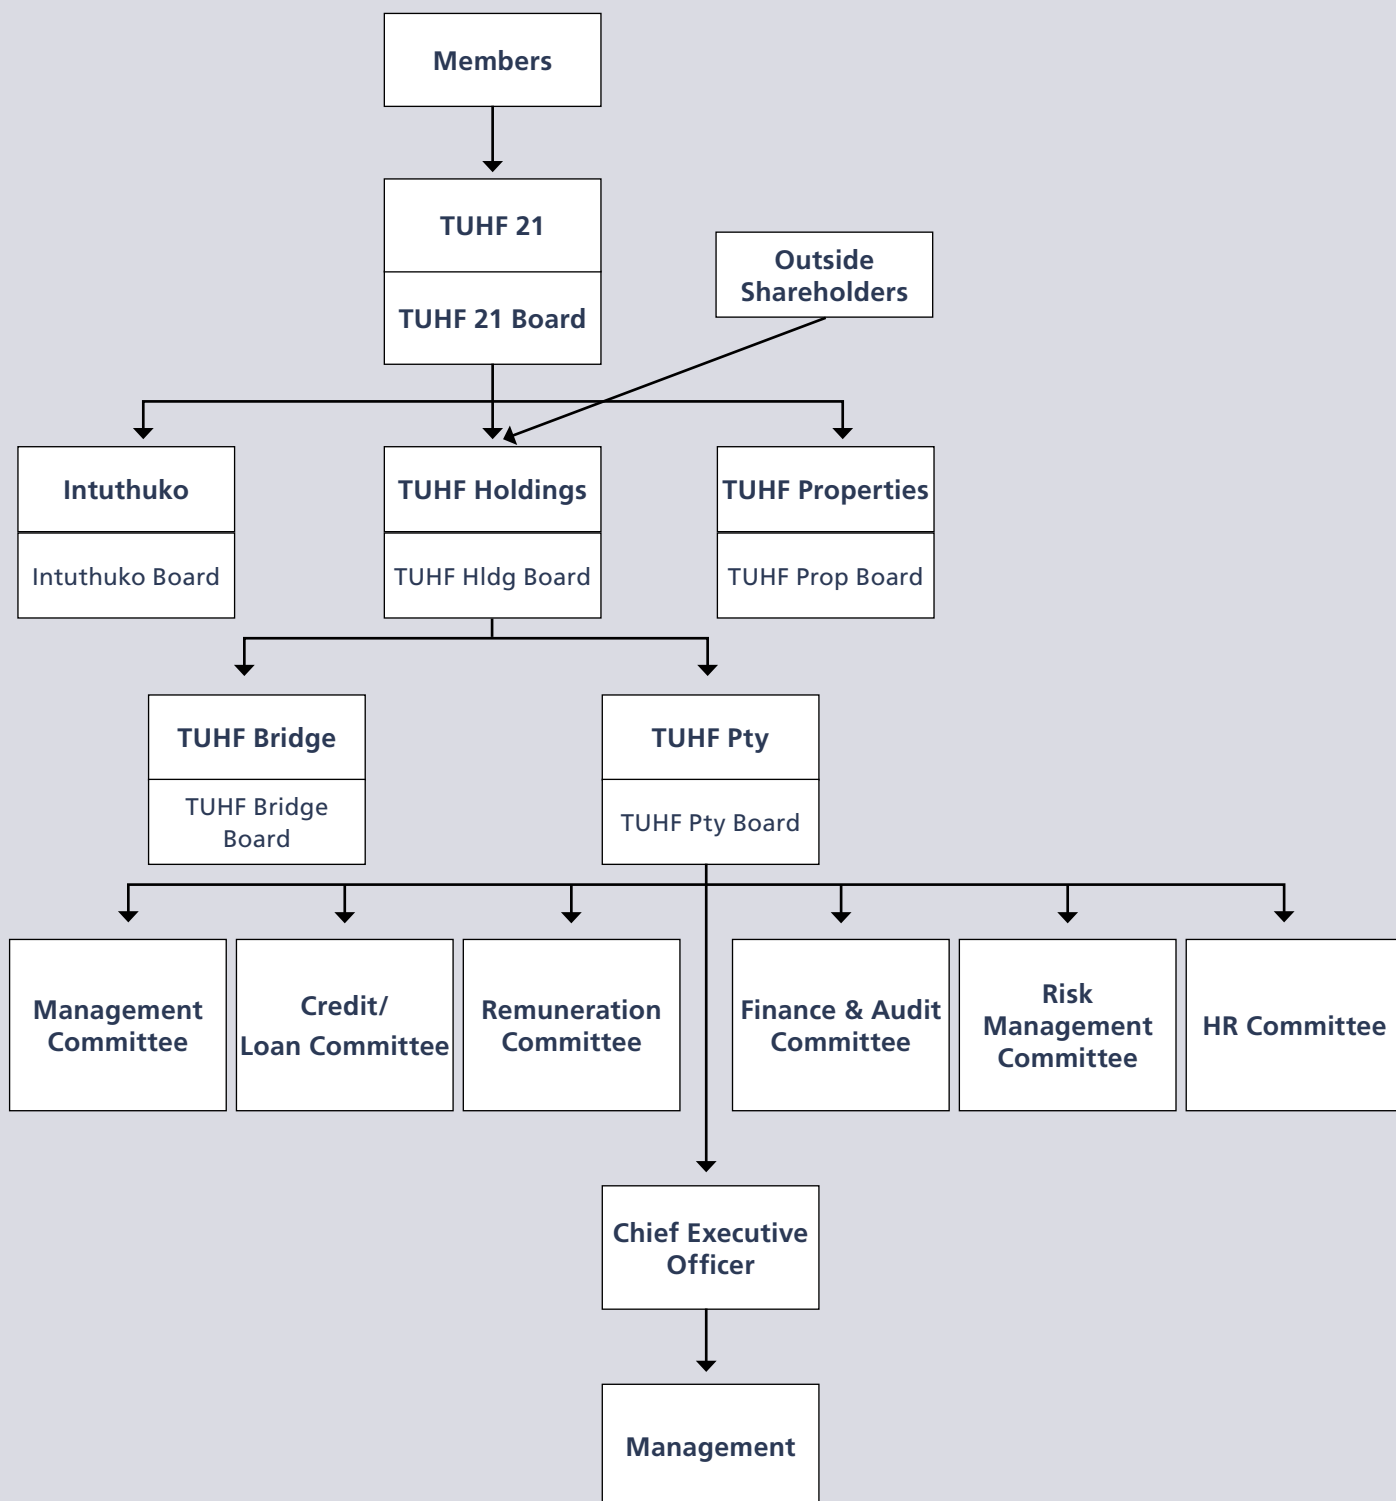 Members
TUHF 21
TUHF 21 Board
Outside
Shareholders
Intuthuko
Intuthuko Board
TUHF Holdings
TUHF Hldg Board
TUHF Properties
TUHF Prop Board
TUHF Bridge
TUHF Bridge
Board
TUHF Pty
TUHF Pty Board
Management
Committee
Credit/
Loan Committee
Remuneration
Committee
Finance & Audit
Committee
Risk
Management
Committee
HR Committee
Chief Executive
Officer
Management